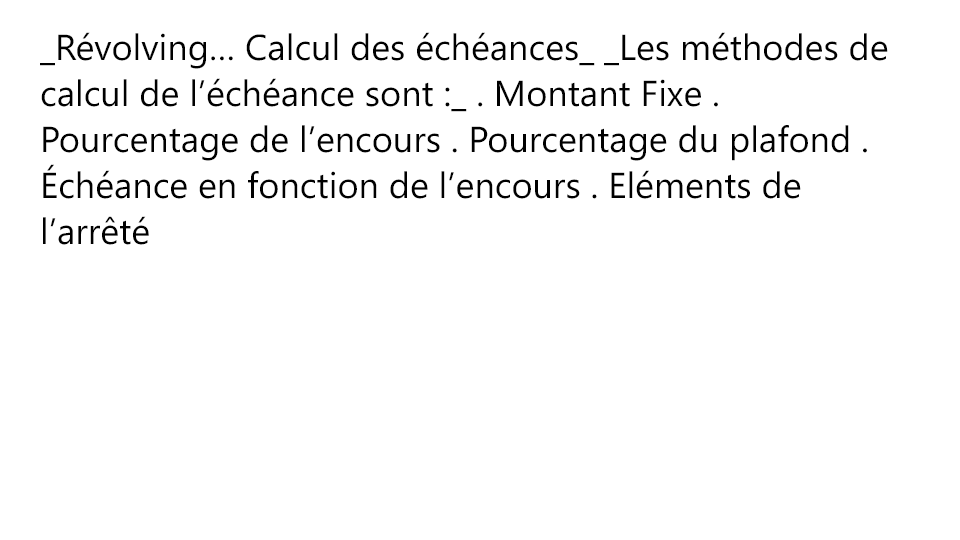 _Révolving… Calcul des échéances_ _Les méthodes de
calcul de l’échéance sont :_ . Montant Fixe .
Pourcentage de l’encours . Pourcentage du plafond .
Échéance en fonction de l’encours . Eléments de
l’arrêté